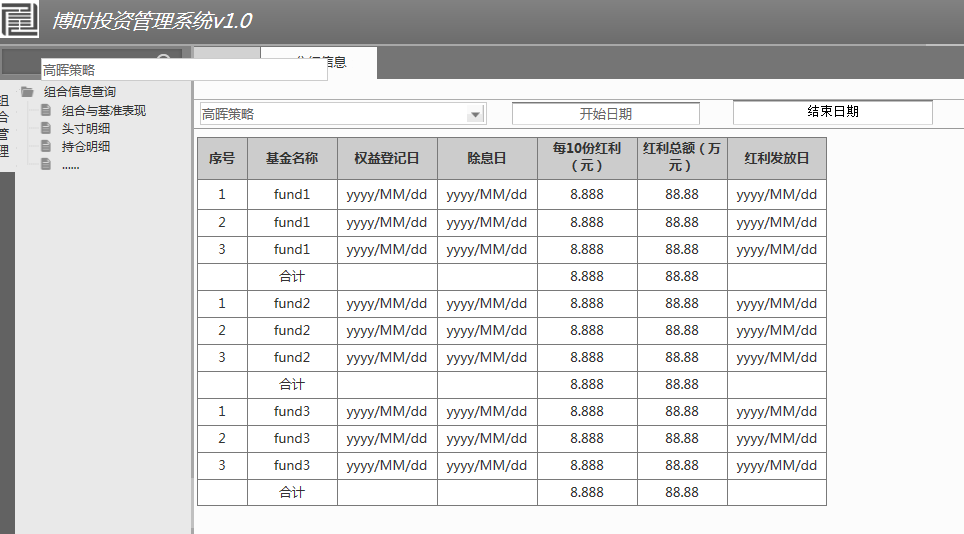 博时投资管理系统v1.0
信息
高晖策略
组合管理
组合信息查询
组合与基准表现
头寸明细
持仓明细
......
高晖策略 开始日期 结束日期
序号 基金名称 权益登记日 除息日 每10份红利（元） 红利总额（万元） 红利发放日
1 fund1 yyyy/MM/dd yyyy/MM/dd 8.888 88.88 yyyy/MM/dd
2 fund1 yyyy/MM/dd yyyy/MM/dd 8.888 88.88 yyyy/MM/dd
3 fund1 yyyy/MM/dd yyyy/MM/dd 8.888 88.88 yyyy/MM/dd
合计 8.888 88.88
1 fund2 yyyy/MM/dd yyyy/MM/dd 8.888 88.88 yyyy/MM/dd
2 fund2 yyyy/MM/dd yyyy/MM/dd 8.888 88.88 yyyy/MM/dd
3 fund2 yyyy/MM/dd yyyy/MM/dd 8.888 88.88 yyyy/MM/dd
合计 8.888 88.88
1 fund3 yyyy/MM/dd yyyy/MM/dd 8.888 88.88 yyyy/MM/dd
2 fund3 yyyy/MM/dd yyyy/MM/dd 8.888 88.88 yyyy/MM/dd
3 fund3 yyyy/MM/dd yyyy/MM/dd 8.888 88.88 yyyy/MM/dd
合计 8.888 88.88